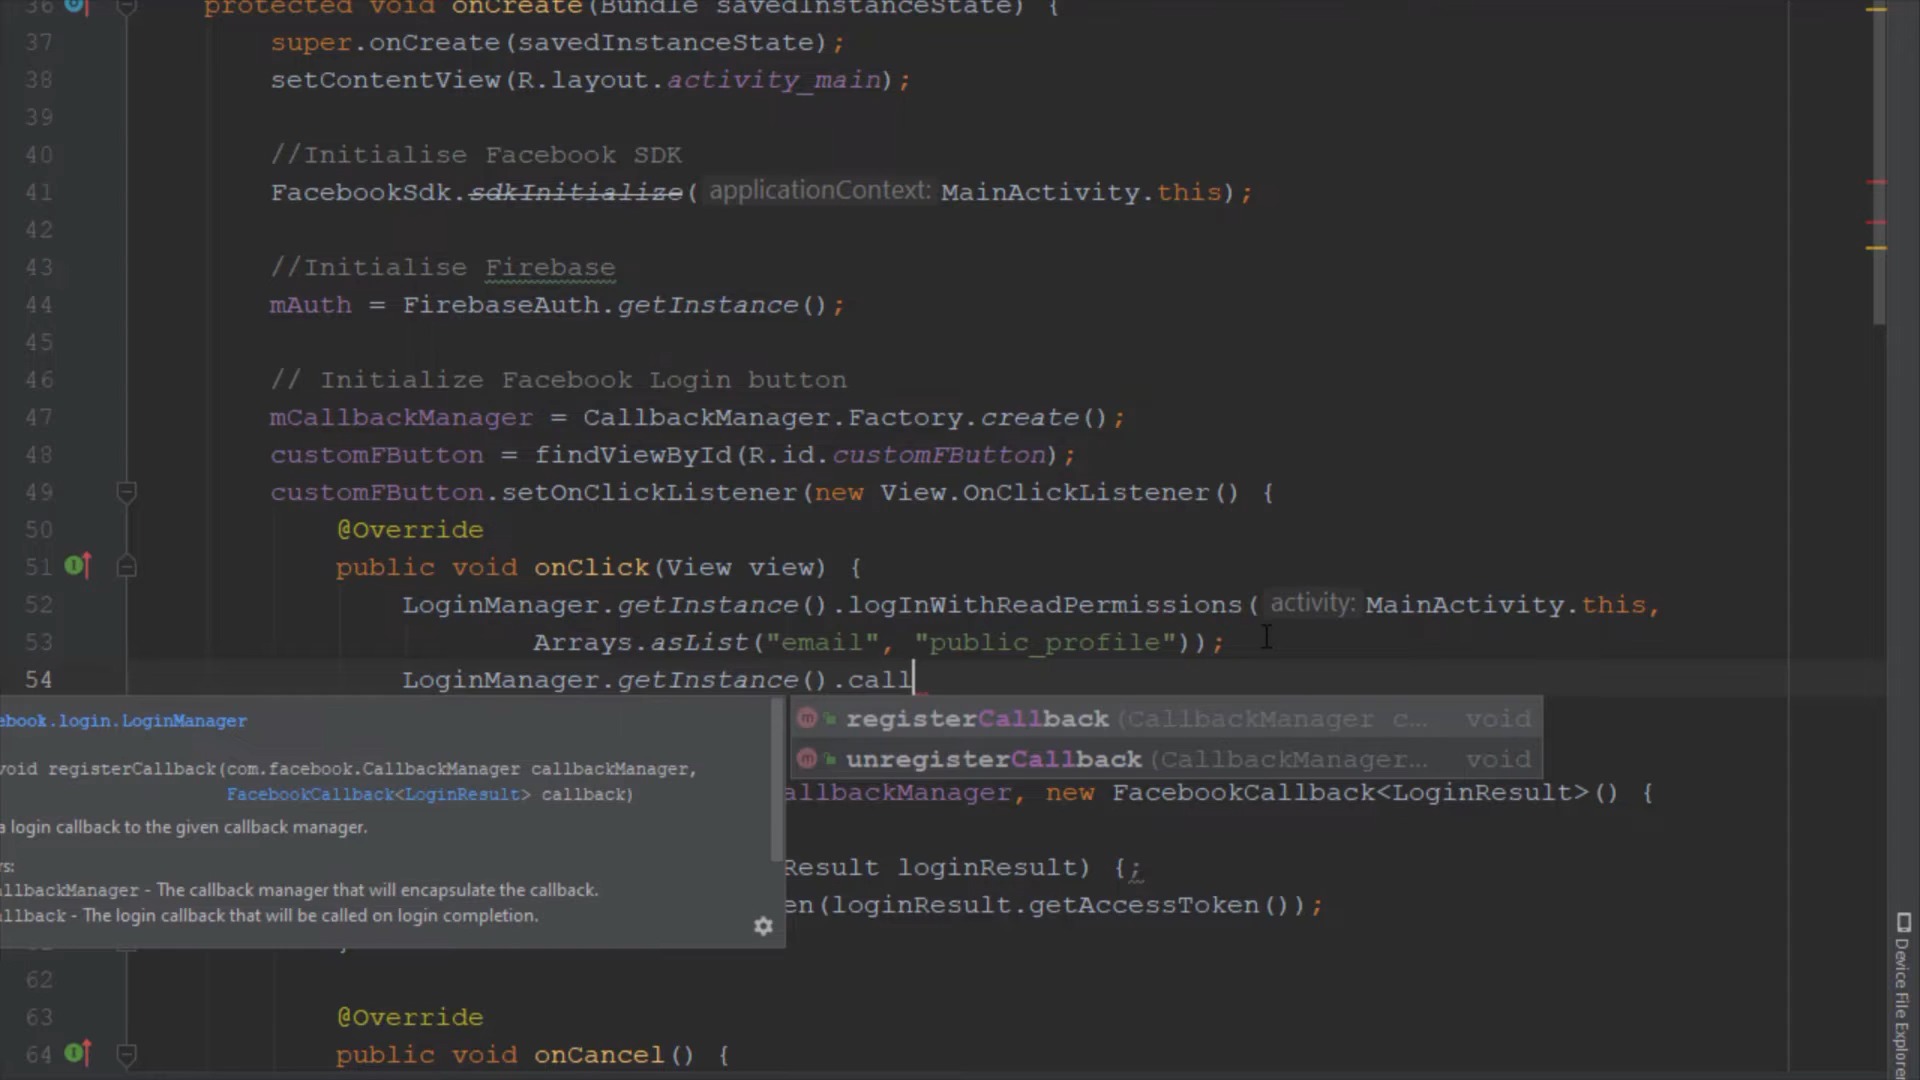 36 protected void onCreate(Bundle savedInstanceState) {
37 super.onCreate(savedInstanceState);
38 setContentView(R.layout.activity_main);
39
40 //Initialise Facebook SDK
41 FacebookSdk.sdkInitialize( applicationContext: MainActivity.this);
42
43 //Initialise Firebase
44 mAuth = FirebaseAuth.getInstance();
45
46 // Initialize Facebook Login button
47 mCallbackManager = CallbackManager.Factory.create();
48 customFButton = findViewById(R.id.customFButton);
49 customFButton.setOnClickListener(new View.OnClickListener() {
50 @Override
51 public void onClick(View view) {
52 LoginManager.getInstance().logInWithReadPermissions( activity: MainActivity.this,
53 Arrays.asList("email", "public_profile"));
54 LoginManager.getInstance().call
registerCallback(CallbackManager c... void
unregisterCallback(CallbackManager... void
ebook.login.LoginManager
void registerCallback(com.facebook.CallbackManager callbackManager,
FacebookCallback<LoginResult> callback)
a login callback to the given callback manager.
rs:
allbackManager - The callback manager that will encapsulate the callback.
allback - The login callback that will be called on login completion.
allbackManager, new FacebookCallback<LoginResult>() {
Result loginResult) {;
en(loginResult.getAccessToken());
62
63 @Override
64 public void onCancel() {
Device File Explorer